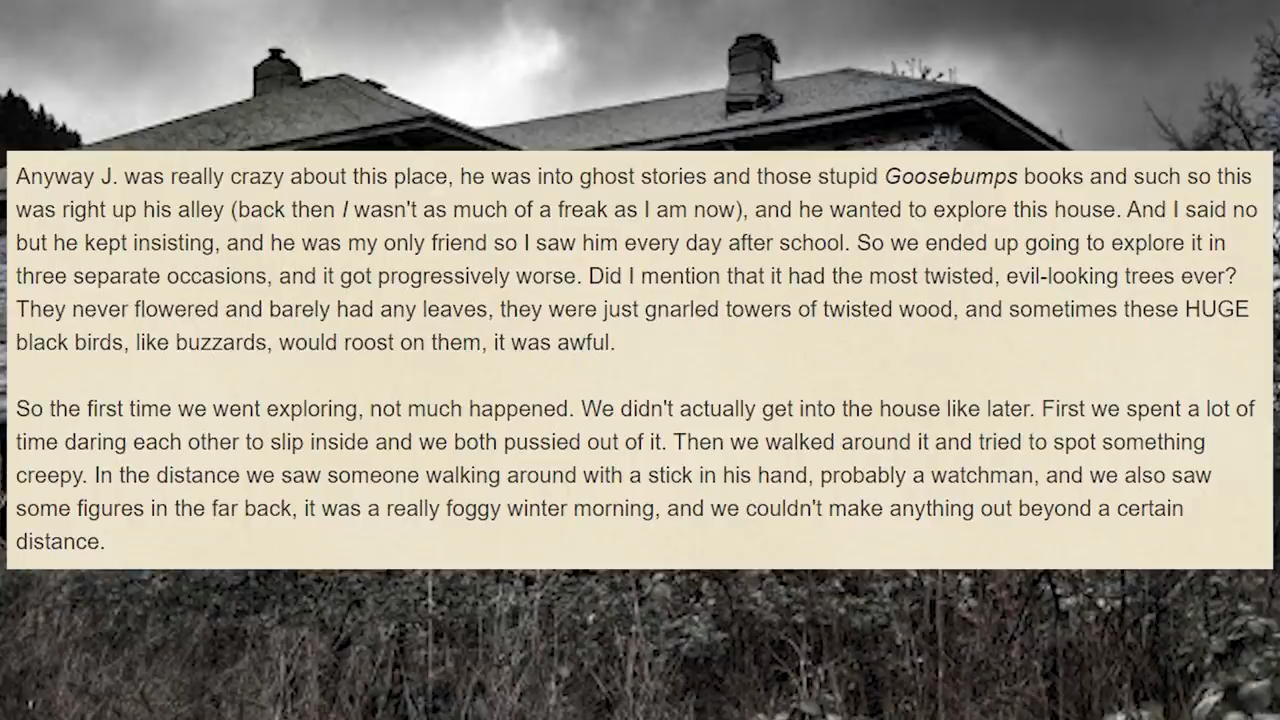 Anyway J. was really crazy about this place, he was into ghost stories and those stupid Goosebumps books and such so this
was right up his alley (back then I wasn't as much of a freak as I am now), and he wanted to explore this house. And I said no
but he kept insisting, and he was my only friend so I saw him every day after school. So we ended up going to explore it in
three separate occasions, and it got progressively worse. Did I mention that it had the most twisted, evil-looking trees ever?
They never flowered and barely had any leaves, they were just gnarled towers of twisted wood, and sometimes these HUGE
black birds, like buzzards, would roost on them, it was awful.
So the first time we went exploring, not much happened. We didn't actually get into the house like later. First we spent a lot of
time daring each other to slip inside and we both pussied out of it. Then we walked around it and tried to spot something
creepy. In the distance we saw someone walking around with a stick in his hand, probably a watchman, and we also saw
some figures in the far back, it was a really foggy winter morning, and we couldn't make anything out beyond a certain
distance.